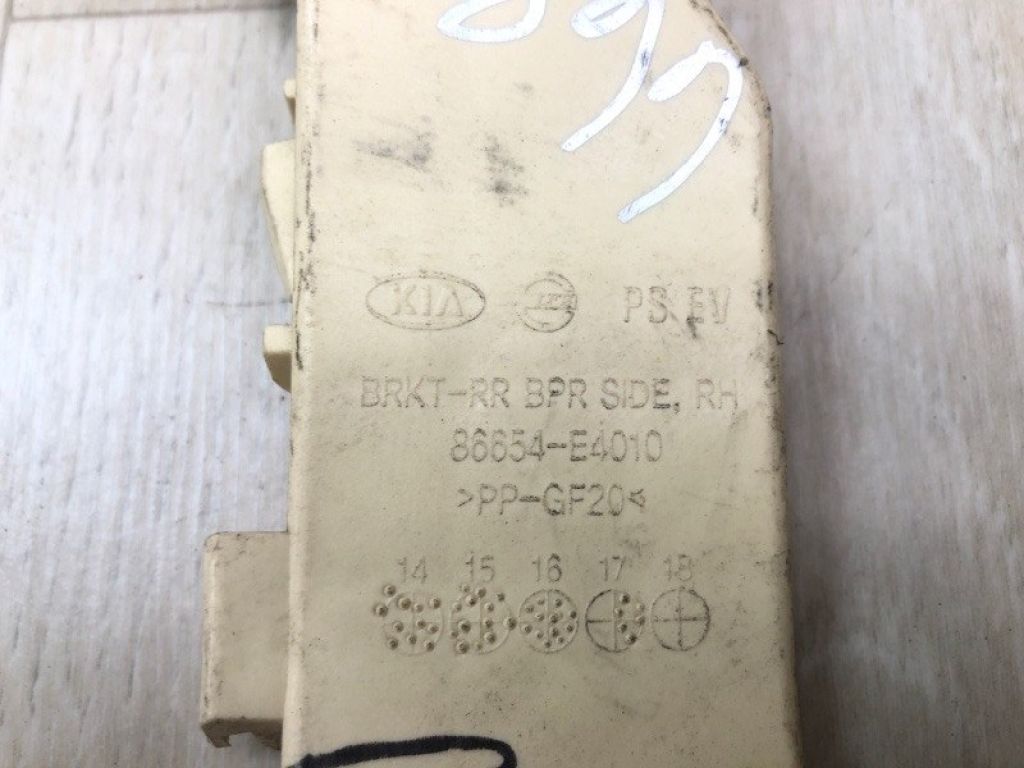 KIA PS EV
BRKT-RR BPR SIDE, RH
86654-E4010
>PP-GF20<
14 15 16 17 18